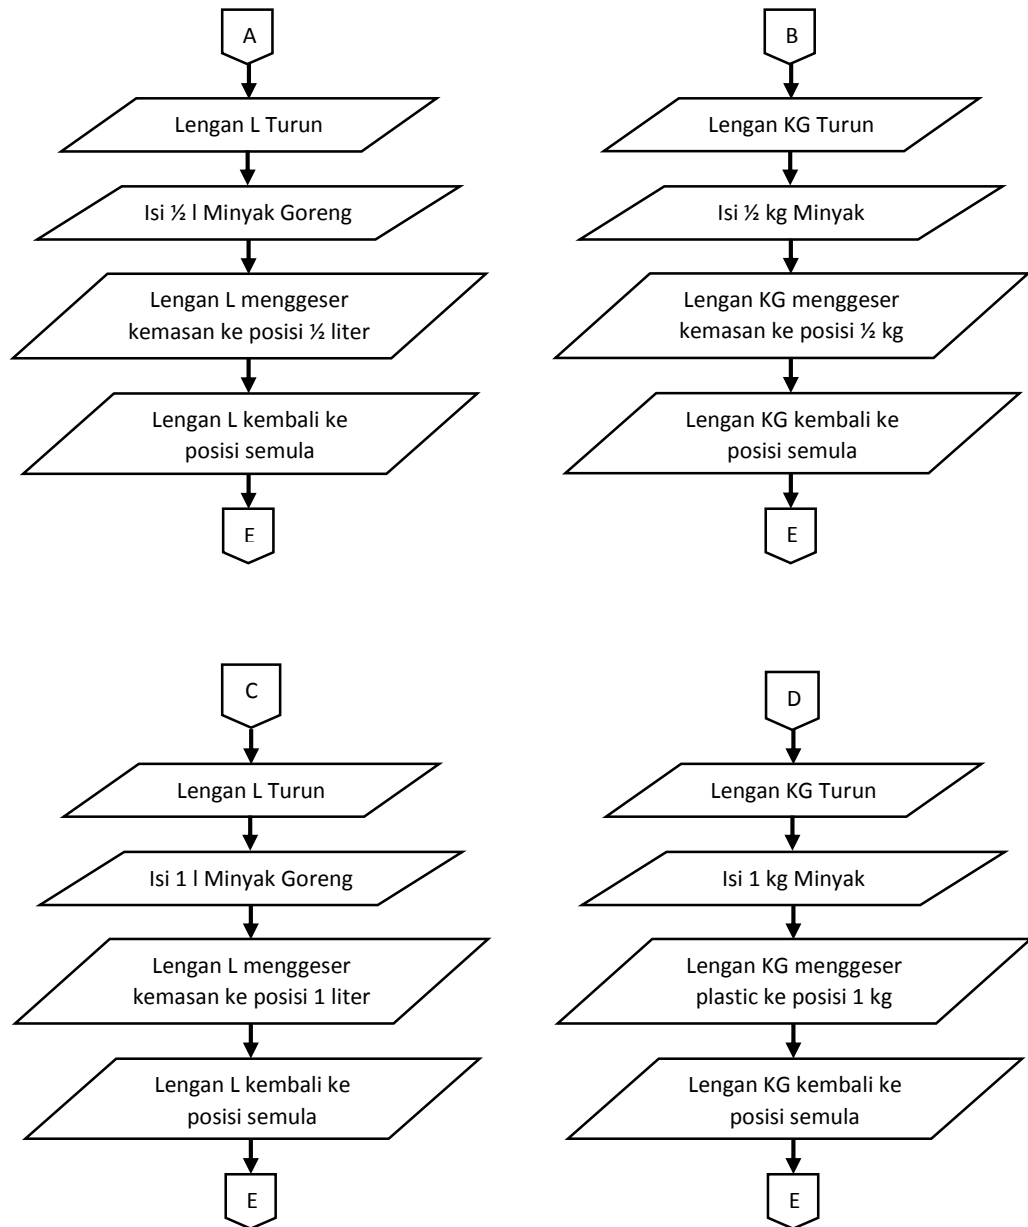 A
Lengan L Turun
Isi ½ l Minyak Goreng
Lengan L menggeser
kemasan ke posisi ½ liter
Lengan L kembali ke
posisi semula
E
B
Lengan KG Turun
Isi ½ kg Minyak
Lengan KG menggeser
kemasan ke posisi ½ kg
Lengan KG kembali ke
posisi semula
E
C
Lengan L Turun
Isi 1 l Minyak Goreng
Lengan L menggeser
kemasan ke posisi 1 liter
Lengan L kembali ke
posisi semula
E
D
Lengan KG Turun
Isi 1 kg Minyak
Lengan KG menggeser
plastic ke posisi 1 kg
Lengan KG kembali ke
posisi semula
E